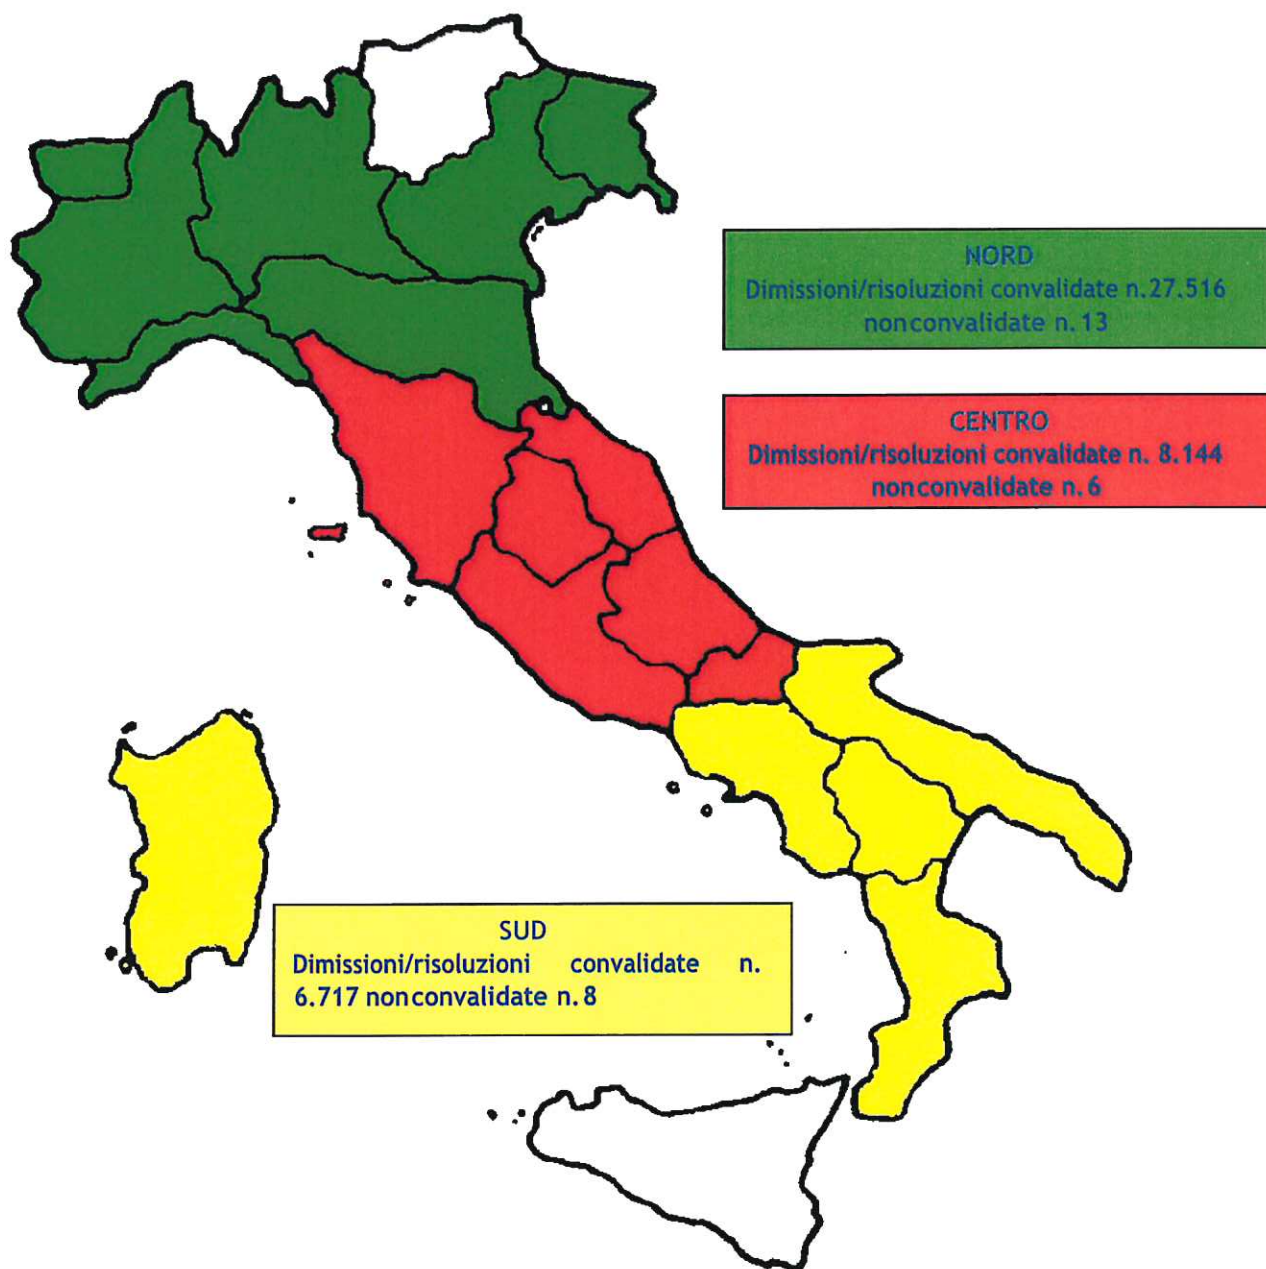 NORD
Dimissioni/risoluzioni convalidate n.27.516
nonconvalidate n. 13
CENTRO
Dimissioni/risoluzioni convalidate n. 8.144
nonconvalidate n. 6
SUD
Dimissioni/risoluzioni convalidate n.
6.717 nonconvalidate n. 8